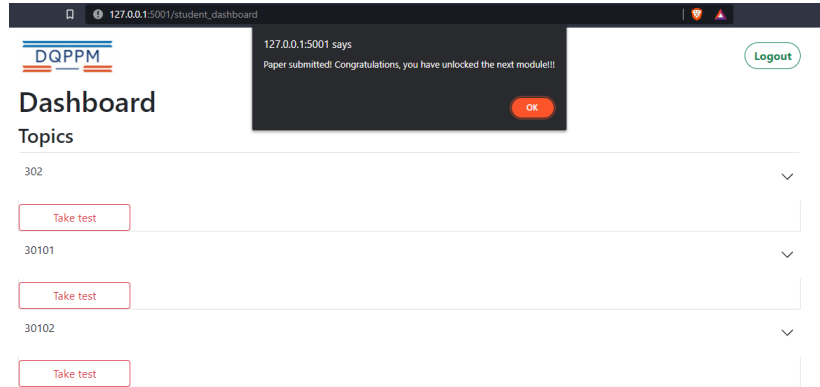 127.0.0.1:5001/student_dashboard
127.0.0.1:5001 says
Paper submitted! Congratulations, you have unlocked the next module!!!
OK
DQPPM
Logout
Dashboard
Topics
302
Take test
30101
Take test
30102
Take test